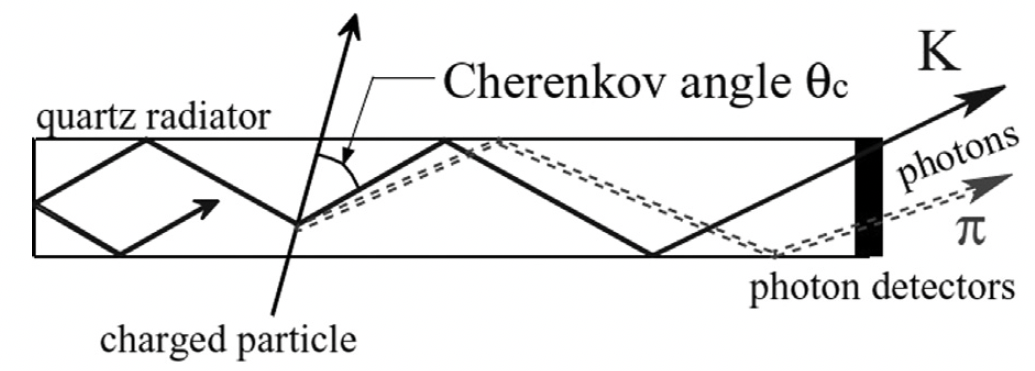 K
Cherenkov angle θc
quartz radiator
photons
π
photon detectors
charged particle